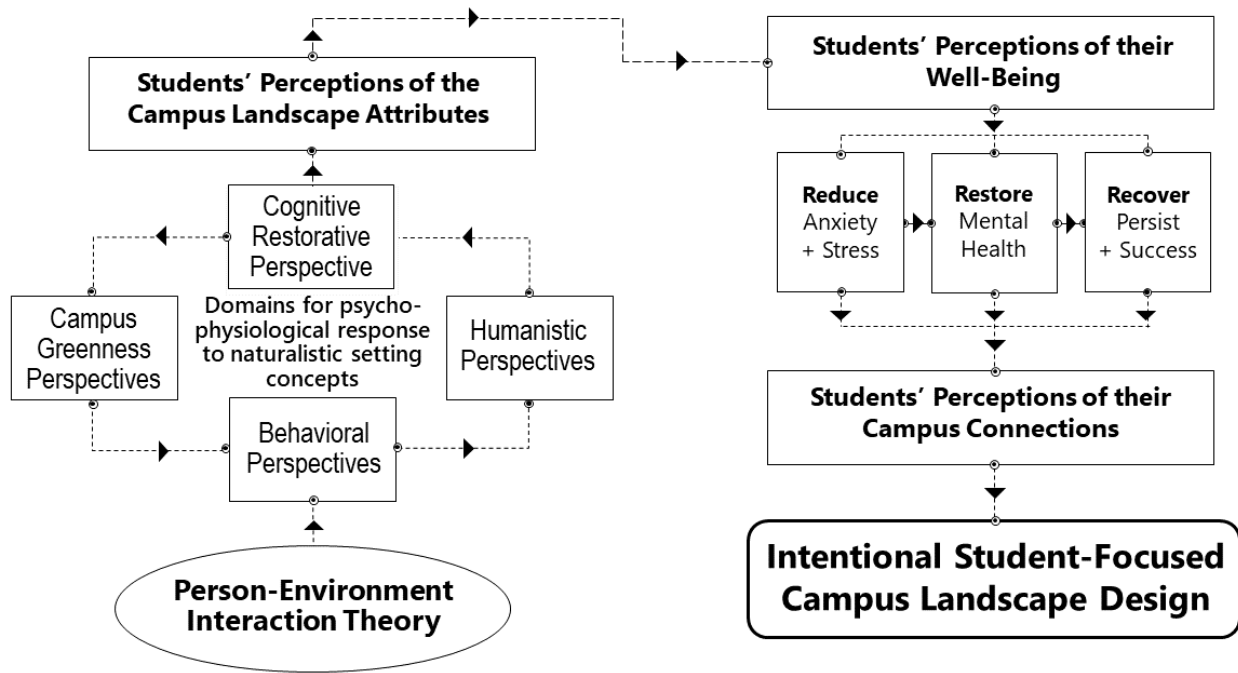 Students’ Perceptions of the
Campus Landscape Attributes
Cognitive
Restorative
Perspective
Campus
Greenness
Perspectives
Domains for psycho-
physiological response
to naturalistic setting
concepts
Humanistic
Perspectives
Behavioral
Perspectives
Person-Environment
Interaction Theory
Students’ Perceptions of their
Well-Being
Reduce
Anxiety
+ Stress
Restore
Mental
Health
Recover
Persist
+ Success
Students’ Perceptions of their
Campus Connections
Intentional Student-Focused
Campus Landscape Design